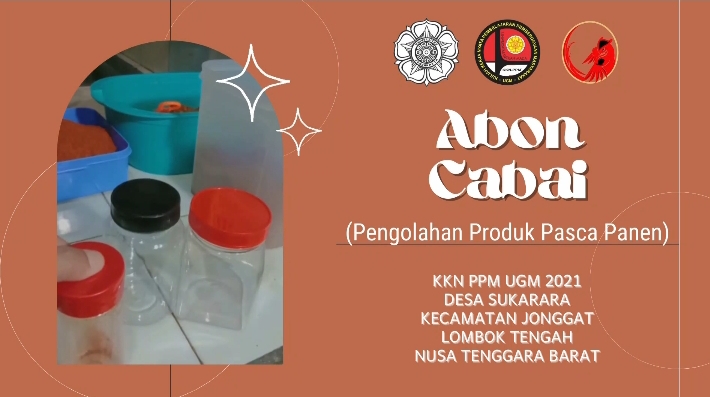 Abon
Cabai
(Pengolahan Produk Pasca Panen)
KKN PPM UGM 2021
DESA SUKARARA
KECAMATAN JONGGAT
LOMBOK TENGAH
NUSA TENGGARA BARAT